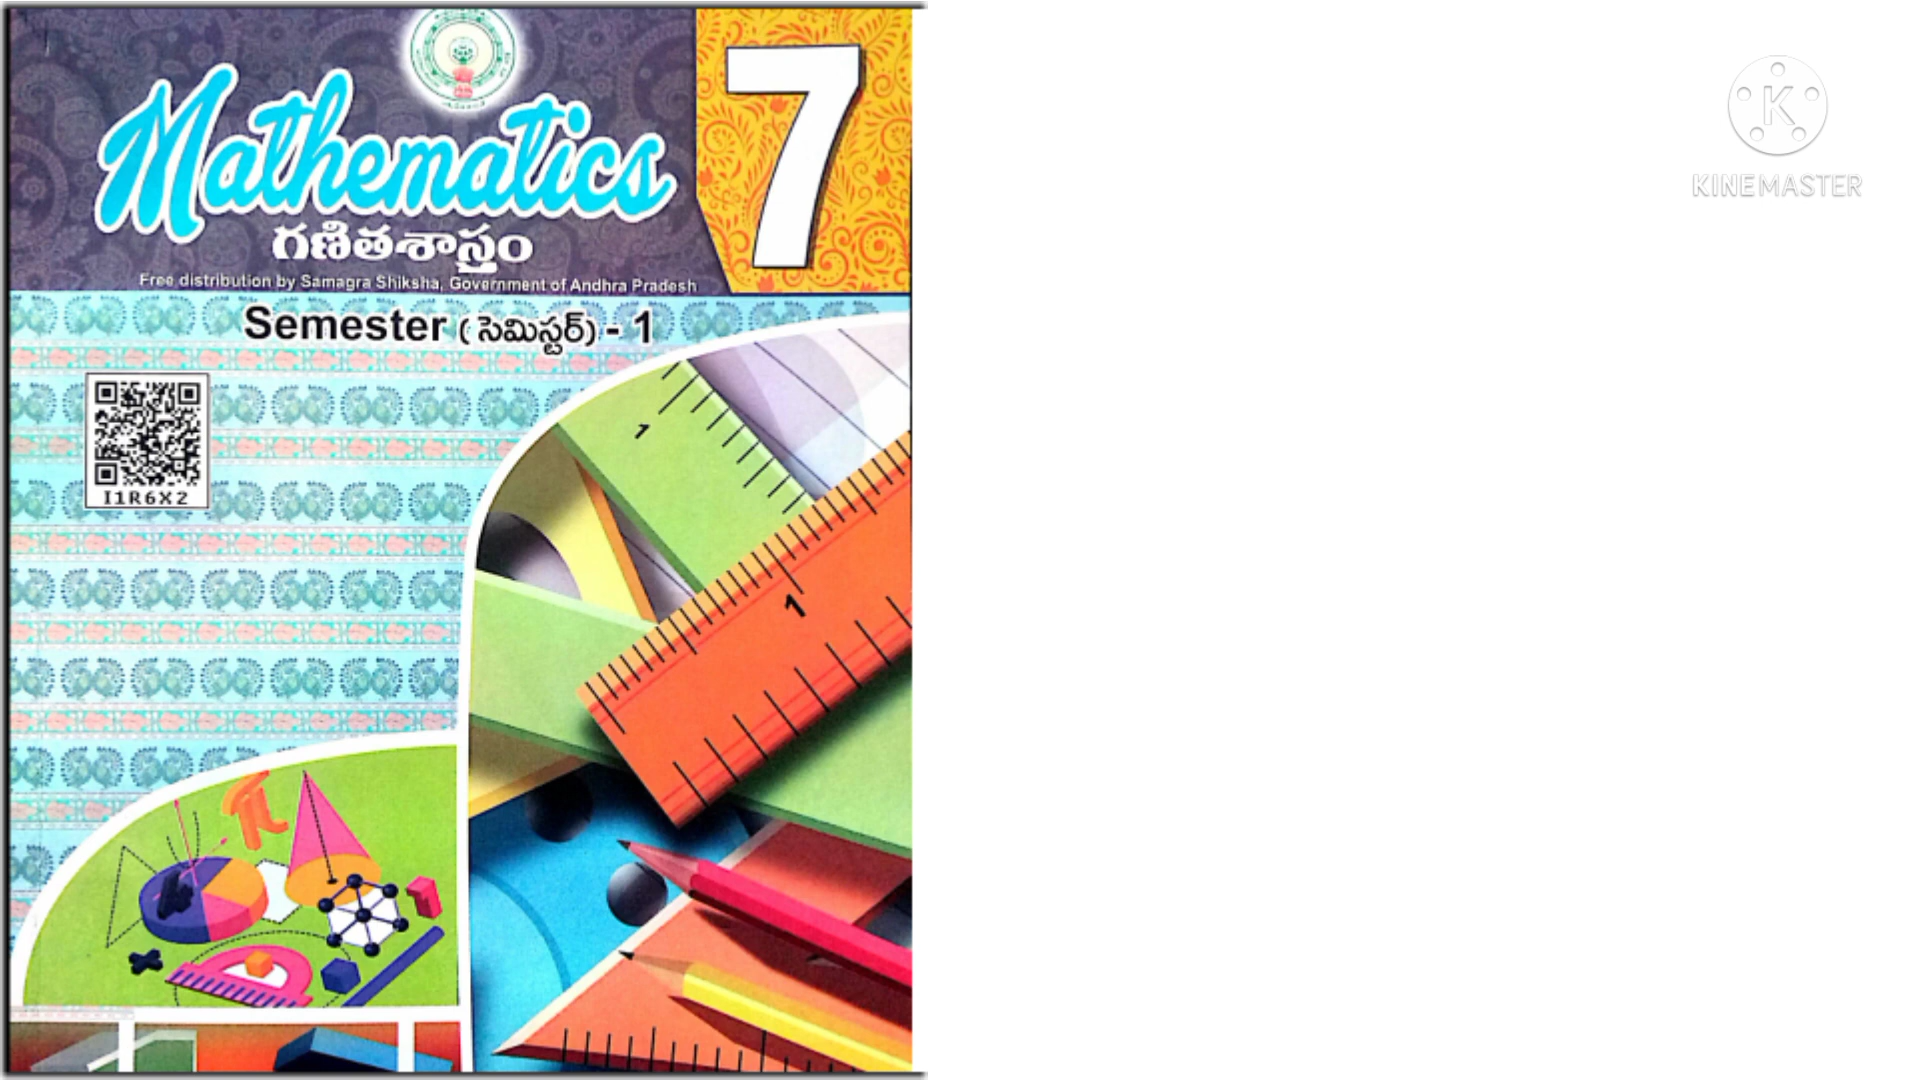 Mathematics
7
గణితశాస్త్రం
Free distribution by Samagra Shiksha, Government of Andhra Pradesh
Semester (సెమిస్టర్) - 1
I1R6X2
1
1
K
KINEMASTER